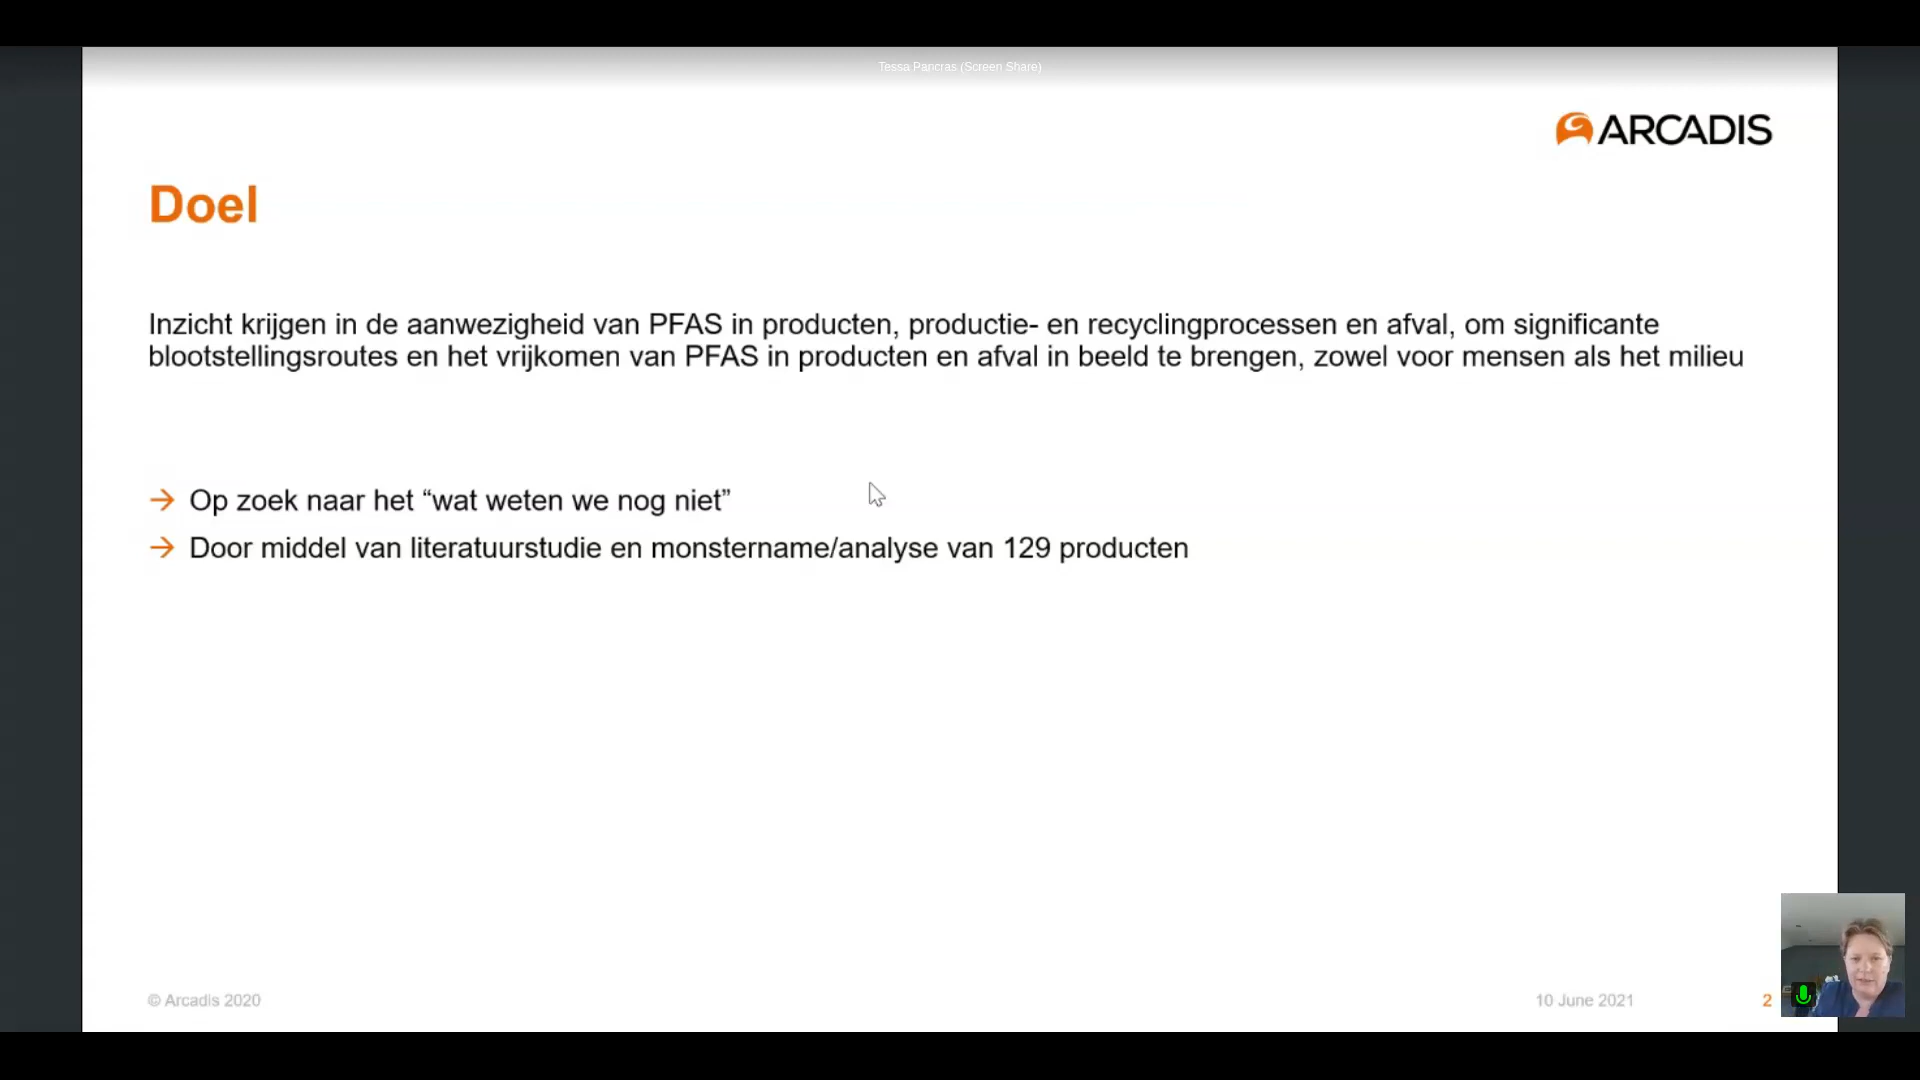 Tessa Pancras (Screen Share)
ARCADIS
Doel
Inzicht krijgen in de aanwezigheid van PFAS in producten, productie- en recyclingprocessen en afval, om significante
blootstellingsroutes en het vrijkomen van PFAS in producten en afval in beeld te brengen, zowel voor mensen als het milieu
→ Op zoek naar het “wat weten we nog niet”
→ Door middel van literatuurstudie en monstername/analyse van 129 producten
© Arcadis 2020
10 June 2021
2